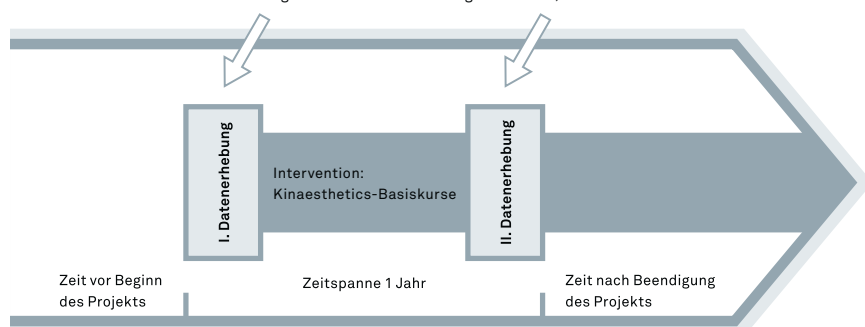 I. Datenerhebung
Intervention:
Kinaesthetics-Basiskurse
II. Datenerhebung
Zeit vor Beginn
des Projekts
Zeitspanne 1 Jahr
Zeit nach Beendigung
des Projekts